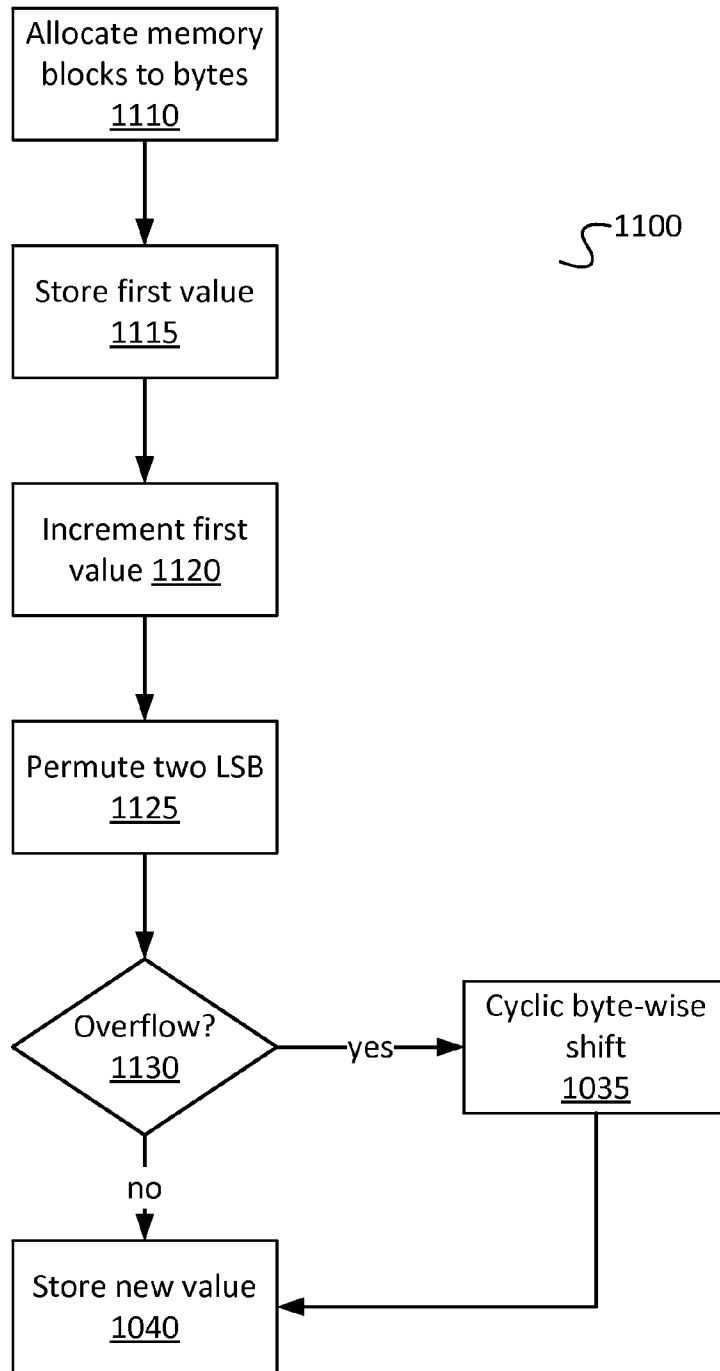 Allocate memory
blocks to bytes
1110
1100
Store first value
1115
Increment first
value 1120
Permute two LSB
1125
Overflow?
1130
yes
Cyclic byte-wise
shift
1035
no
Store new value
1040